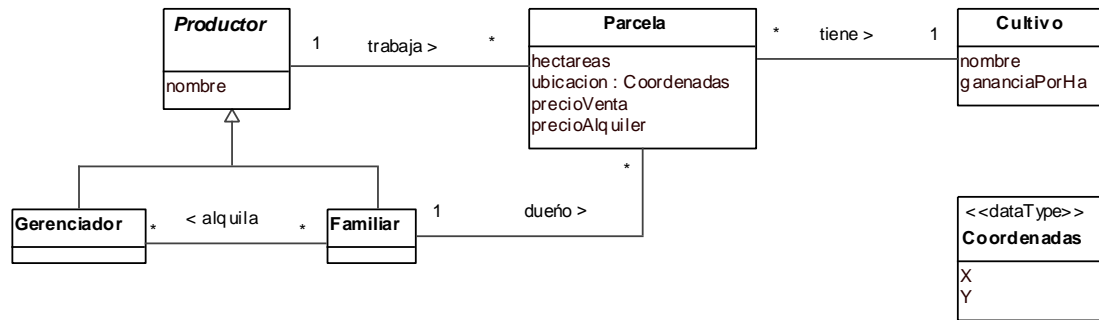 Productor
nombre
1
trabaja >
*
Parcela
hectareas
ubicacion : Coordenadas
precioVenta
precioAlquiler
*
tiene >
1
Cultivo
nombre
gananciaPorHa
*
Gerenciador
*
< alquila
*
Familiar
1
dueńo >
<<dataType>>
Coordenadas
X
Y